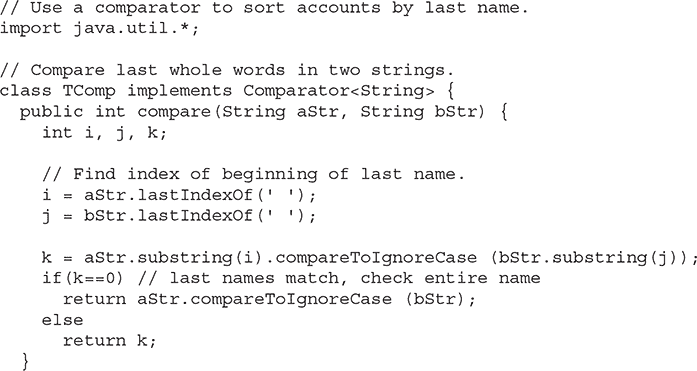 // Use a comparator to sort accounts by last name.
import java.util.*;

// Compare last whole words in two strings.
class TComp implements Comparator<String> {
  public int compare(String aStr, String bStr) {
    int i, j, k;

    // Find index of beginning of last name.
    i = aStr.lastIndexOf(' ');
    j = bStr.lastIndexOf(' ');

    k = aStr.substring(i).compareToIgnoreCase (bStr.substring(j));
    if(k==0) // last names match, check entire name
      return aStr.compareToIgnoreCase (bStr);
    else
      return k;
  }